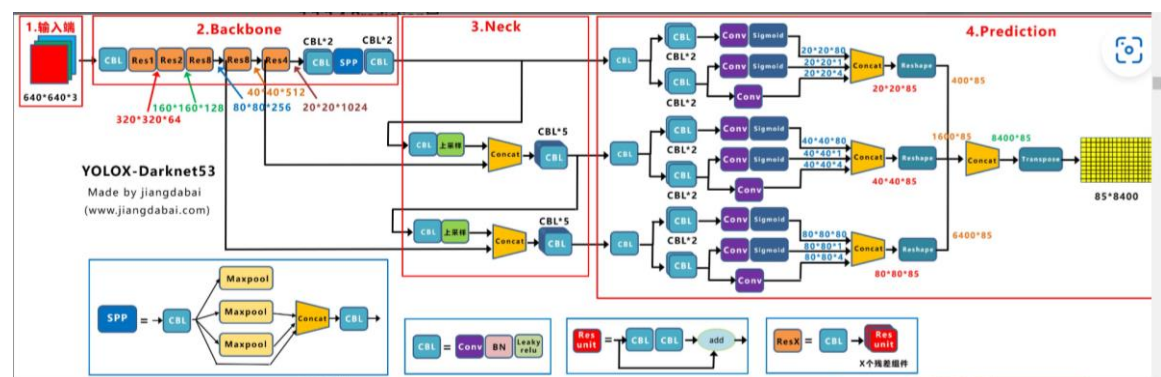 1.输入端
640*640*3
2.Backbone
CBL
Res1
Res2
Res8
Res8
Res4
CBL*2
CBL
SPP
CBL*2
CBL
320*320*64
160*160*128
80*80*256
40*40*512
20*20*1024
YOLOX-Darknet53
Made by jiangdabai
(www.jiangdabai.com)
3.Neck
CBL
上采样
Concat
CBL*5
CBL
CBL
上采样
Concat
CBL*5
CBL
4.Prediction
CBL
CBL
CBL*2
CBL
CBL*2
Conv
Sigmoid
Conv
Sigmoid
Conv
20*20*80
20*20*1
20*20*4
Concat
20*20*85
Reshape
400*85
CBL
CBL
CBL*2
CBL
CBL*2
Conv
Sigmoid
Conv
Sigmoid
Conv
40*40*80
40*40*1
40*40*4
Concat
40*40*85
Reshape
1600*85
Concat
8400*85
Transpose
85*8400
CBL
CBL
CBL*2
CBL
CBL*2
Conv
Sigmoid
Conv
Sigmoid
Conv
80*80*80
80*80*1
80*80*4
Concat
80*80*85
Reshape
6400*85
SPP
=
CBL
Maxpool
Maxpool
Maxpool
Concat
CBL
CBL
=
Conv
BN
Leaky
relu
Res
unit
=
CBL
CBL
add
ResX
=
CBL
Res
unit
X个残差组件